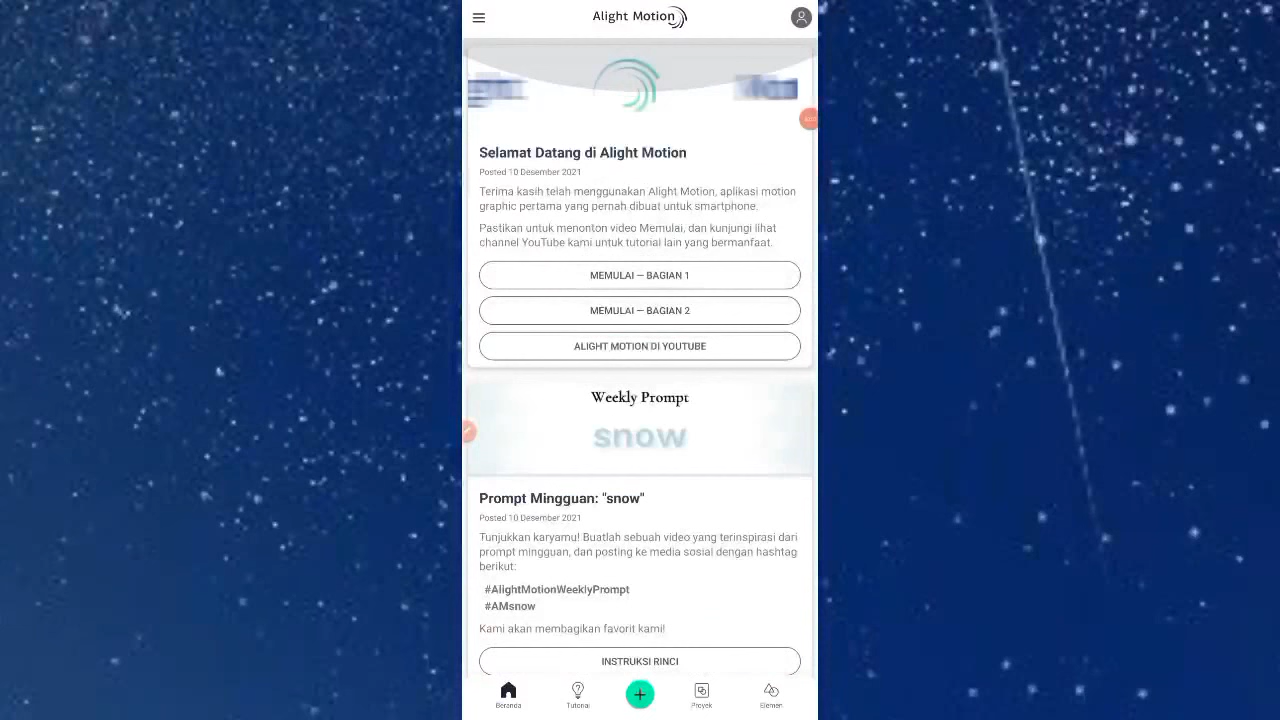 Alight Motion
Selamat Datang di Alight Motion
Posted 10 Desember 2021
Terima kasih telah menggunakan Alight Motion, aplikasi motion
graphic pertama yang pernah dibuat untuk smartphone.
Pastikan untuk menonton video Memulai, dan kunjungi lihat
channel YouTube kami untuk tutorial lain yang bermanfaat.
MEMULAI — BAGIAN 1
MEMULAI — BAGIAN 2
ALIGHT MOTION DI YOUTUBE
Weekly Prompt
snow
Prompt Mingguan: "snow"
Posted 10 Desember 2021
Tunjukkan karyamu! Buatlah sebuah video yang terinspirasi dari
prompt mingguan, dan posting ke media sosial dengan hashtag
berikut:
#AlightMotionWeeklyPrompt
#AMsnow
Kami akan membagikan favorit kami!
INSTRUKSI RINCI
Beranda
Tutorial
Proyek
Elemen